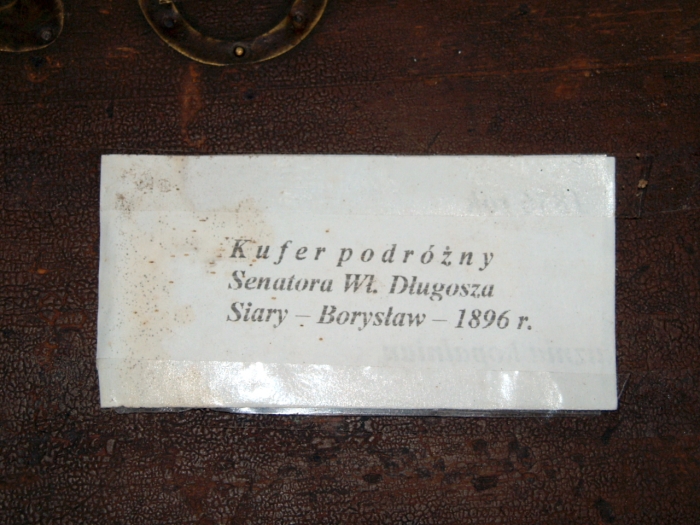 Kufer podróżny
Senatora Wł. Długosza
Siary – Borysław – 1896 r.